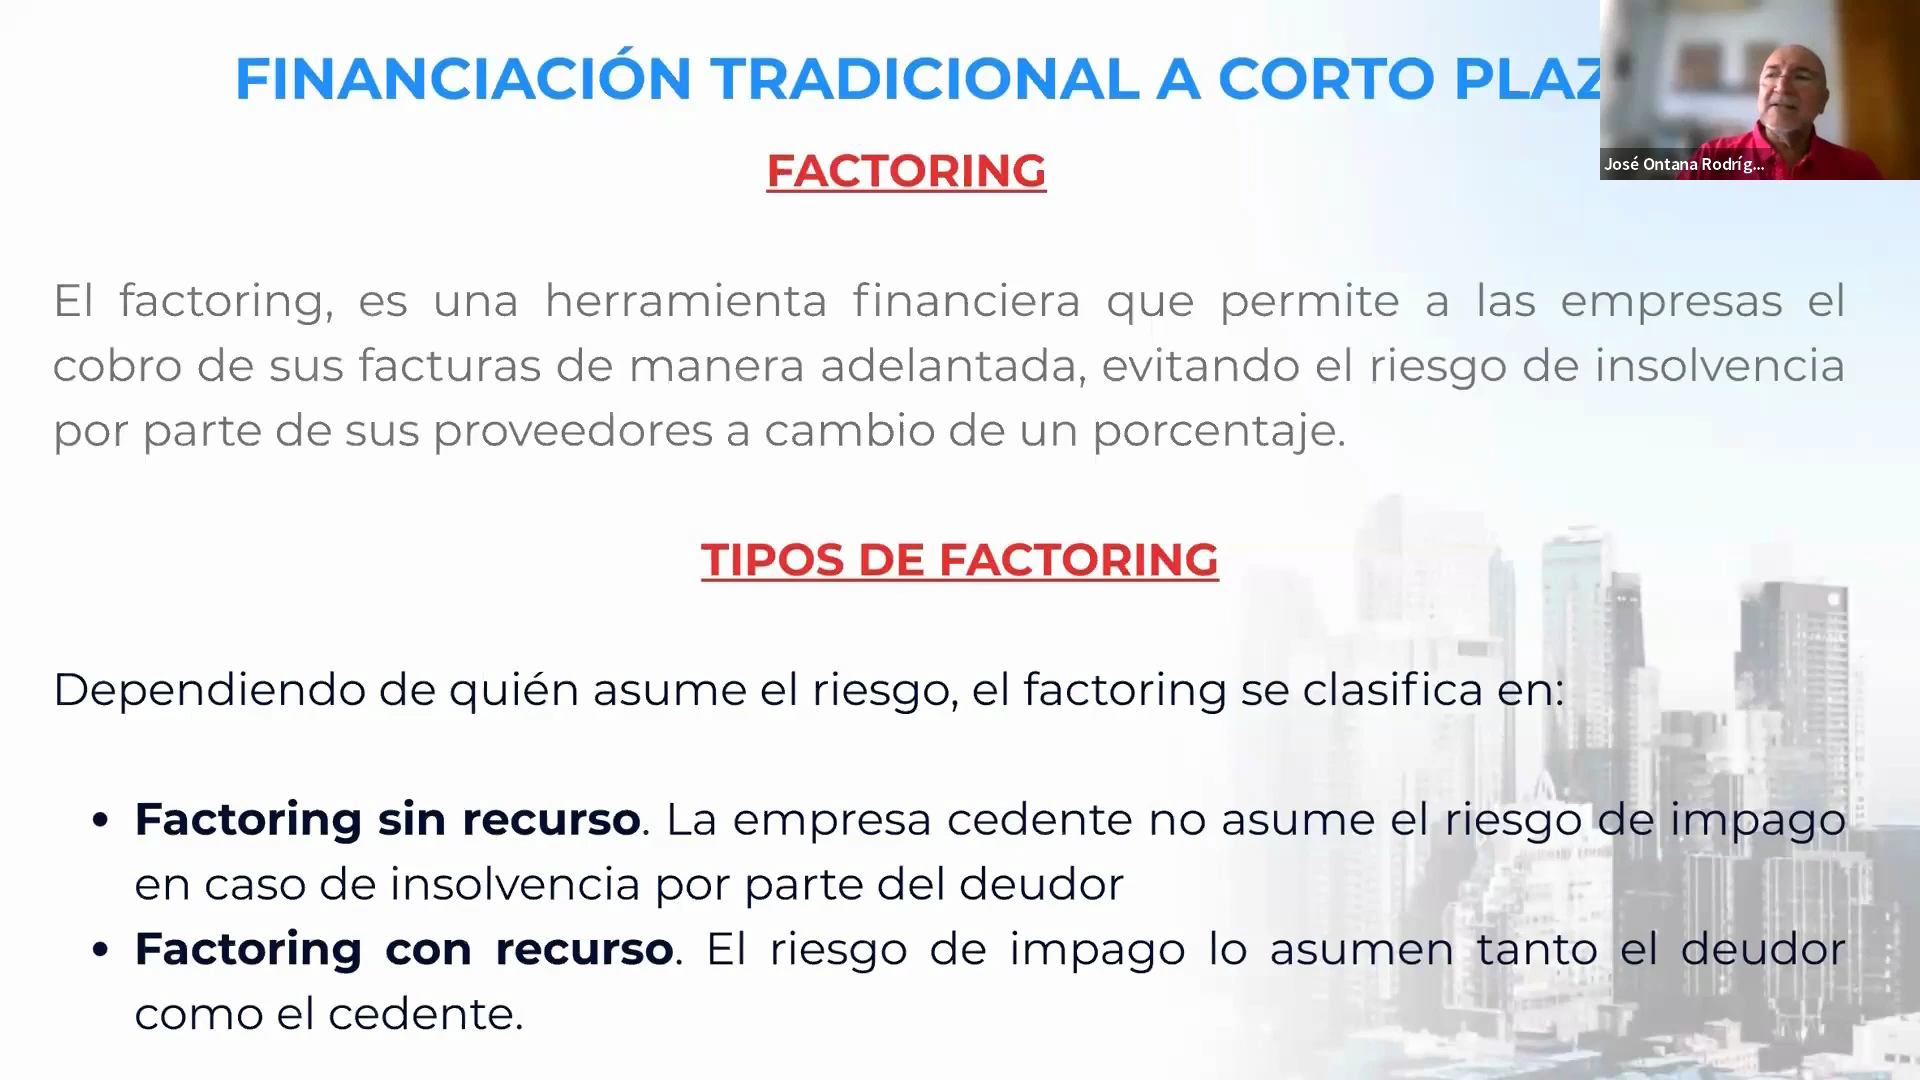 FINANCIACIÓN TRADICIONAL A CORTO PLAZ
José Ontana Rodríg...
FACTORING
El factoring, es una herramienta financiera que permite a las empresas el
cobro de sus facturas de manera adelantada, evitando el riesgo de insolvencia
por parte de sus proveedores a cambio de un porcentaje.
TIPOS DE FACTORING
Dependiendo de quién asume el riesgo, el factoring se clasifica en:
• Factoring sin recurso. La empresa cedente no asume el riesgo de impago
en caso de insolvencia por parte del deudor
• Factoring con recurso. El riesgo de impago lo asumen tanto el deudor
como el cedente.